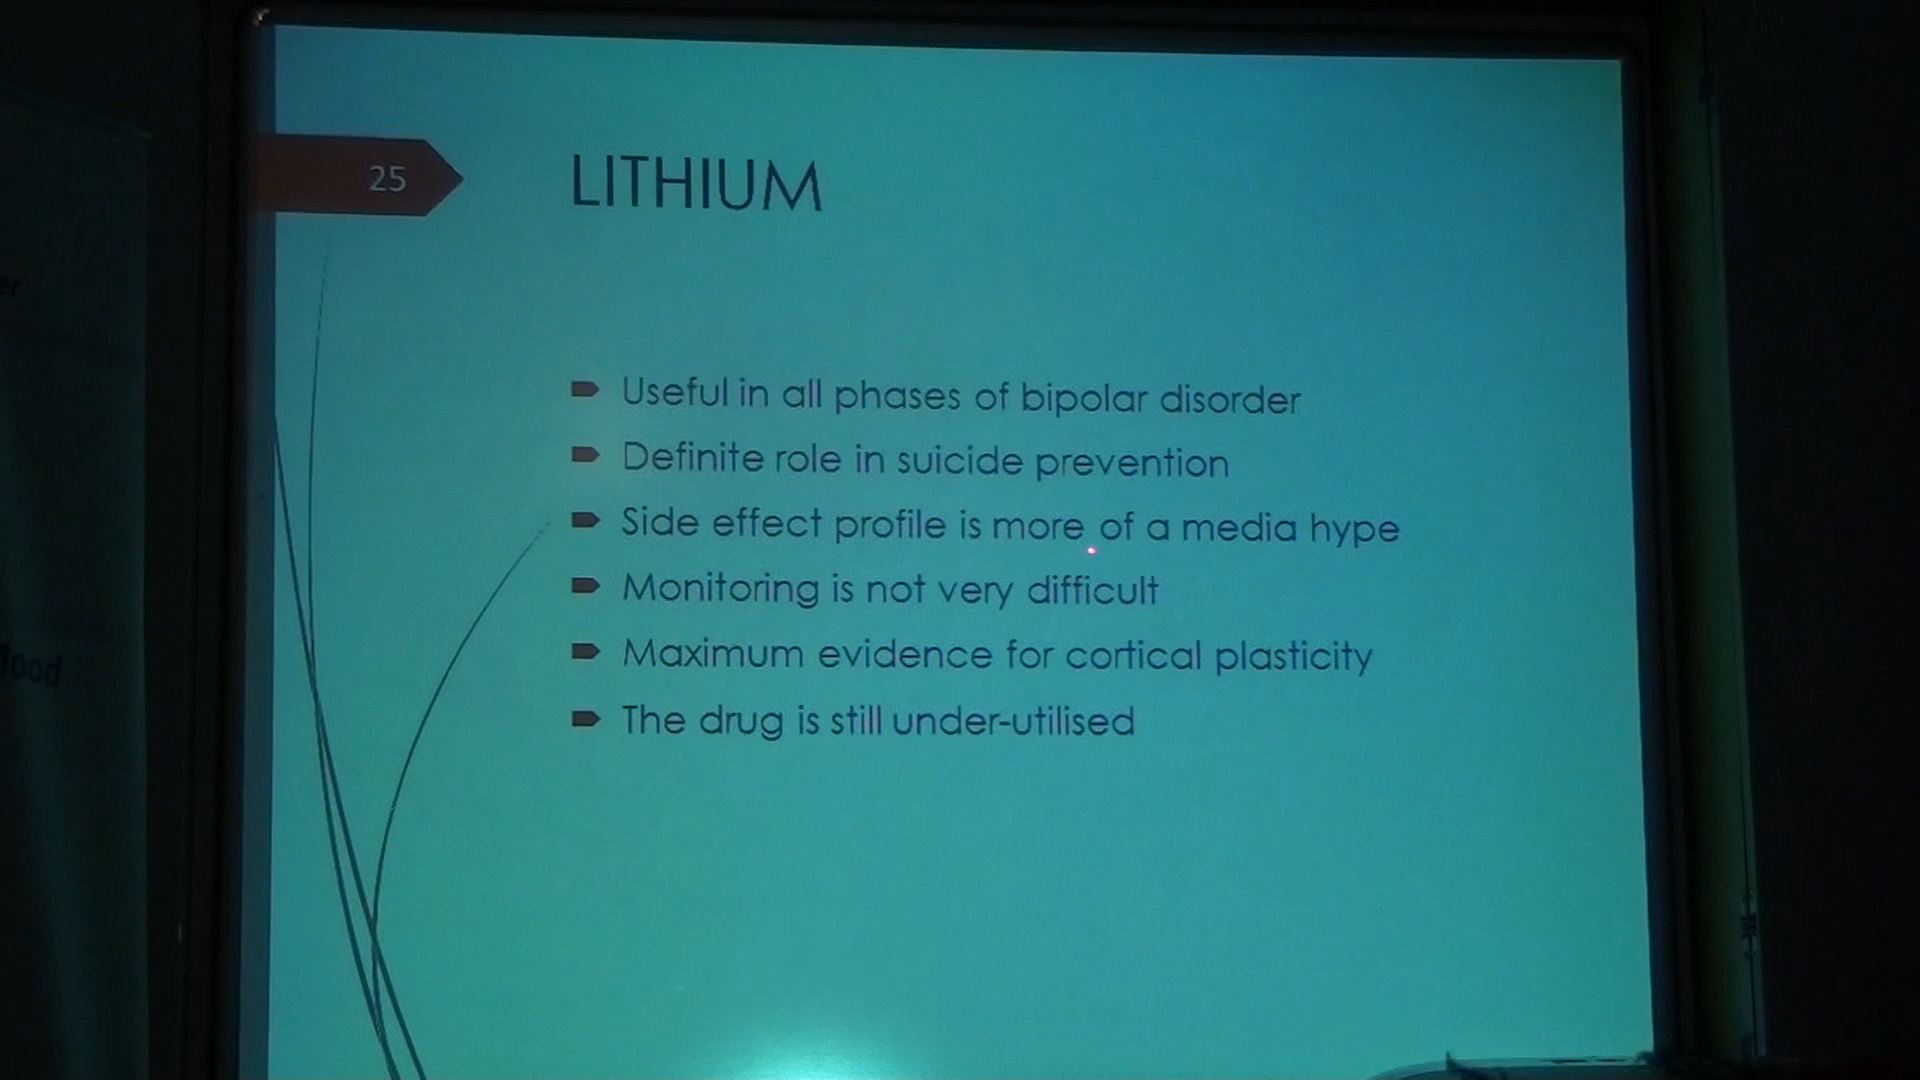 25
LITHIUM
Useful in all phases of bipolar disorder
Definite role in suicide prevention
Side effect profile is more of a media hype
Monitoring is not very difficult
Maximum evidence for cortical plasticity
The drug is still under-utilised